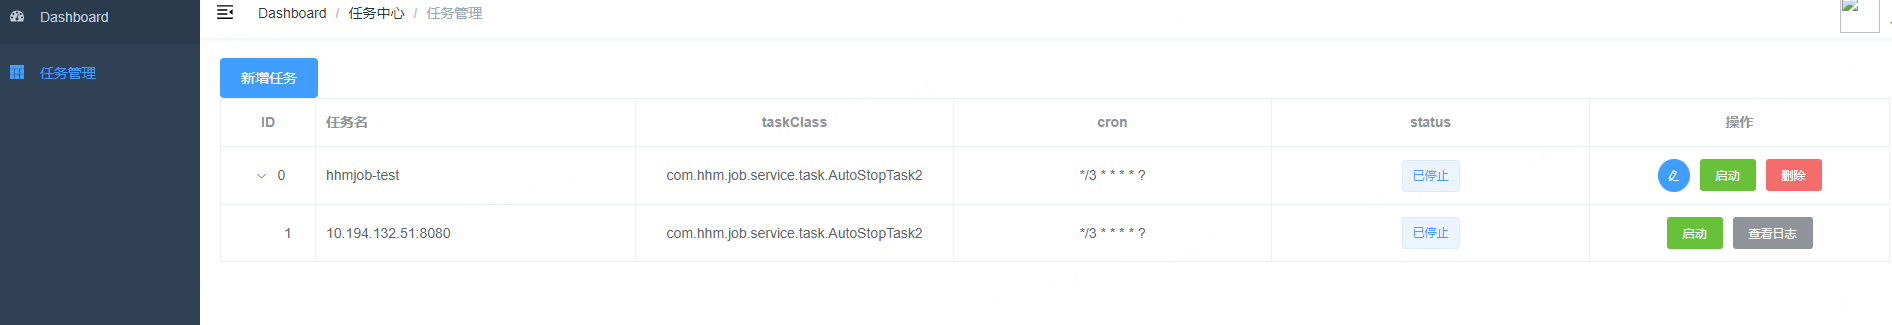 Dashboard
任务管理
Dashboard / 任务中心 / 任务管理
新增任务
ID 任务名 taskClass cron status 操作
0 hhmjob-test com.hhm.job.service.task.AutoStopTask2 */3 * * * * ? 已停止 启动 删除
1 10.194.132.51:8080 com.hhm.job.service.task.AutoStopTask2 */3 * * * * ? 已停止 启动 查看日志